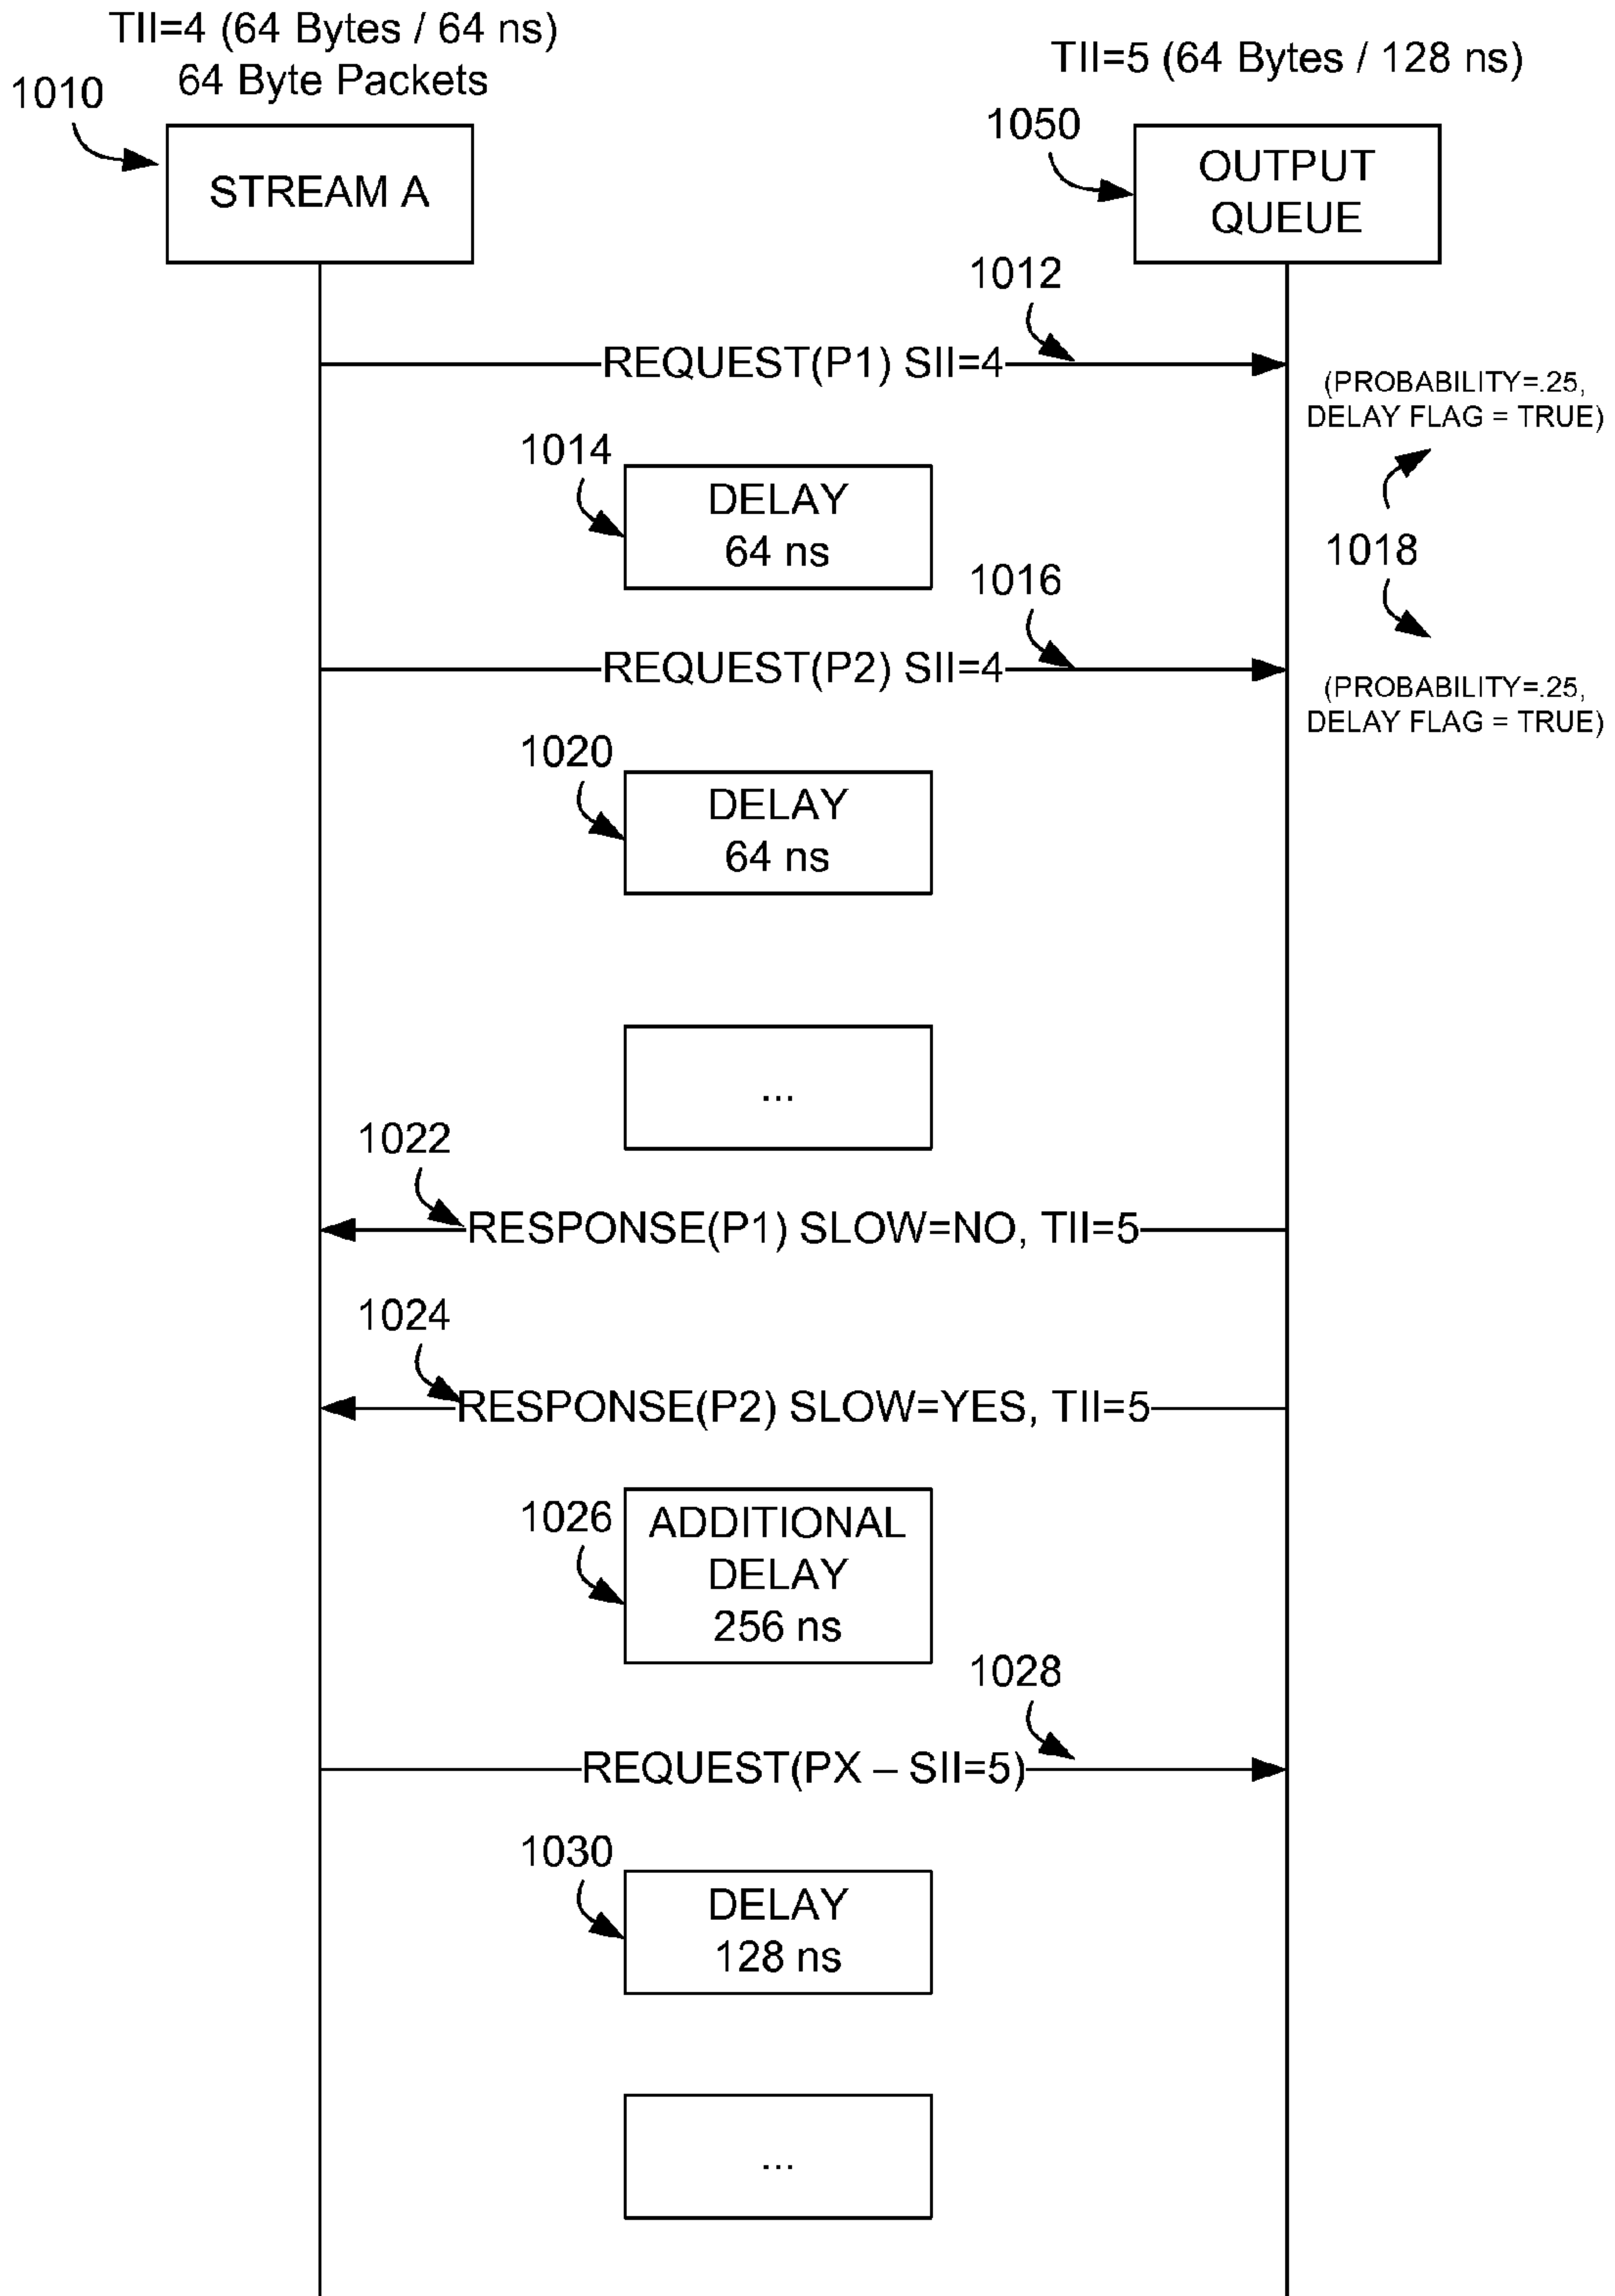 TII=4 (64 Bytes / 64 ns)
64 Byte Packets
1010
STREAM A
TII=5 (64 Bytes / 128 ns)
1050
OUTPUT
QUEUE
1012
REQUEST(P1) SII=4
(PROBABILITY=.25,
DELAY FLAG = TRUE)
1014
DELAY
64 ns
1018
1016
REQUEST(P2) SII=4
(PROBABILITY=.25,
DELAY FLAG = TRUE)
1020
DELAY
64 ns
...
1022
RESPONSE(P1) SLOW=NO, TII=5
1024
RESPONSE(P2) SLOW=YES, TII=5
1026
ADDITIONAL
DELAY
256 ns
1028
REQUEST(PX – SII=5)
1030
DELAY
128 ns
...